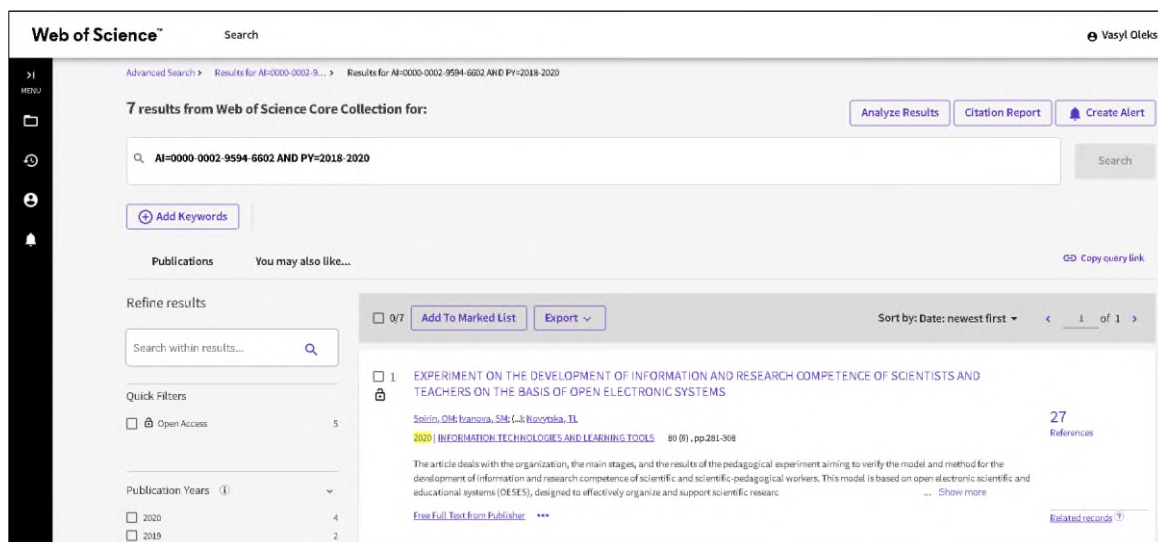 Web of Science™
Search
Vasyl Oleks
MENU
Advanced Search > Results for AI=0000-0002-9... > Results for AI=0000-0002-9594-6602 AND PY=2018-2020
7 results from Web of Science Core Collection for:
Analyze Results
Citation Report
Create Alert
AI=0000-0002-9594-6602 AND PY=2018-2020
Search
Add Keywords
Publications
You may also like...
Copy query link
Refine results
0/7
Add To Marked List
Export
Sort by: Date: newest first
< 1 of 1 >
Search within results...
Quick Filters
Open Access 5
Publication Years
2020 4
2019 2
1
EXPERIMENT ON THE DEVELOPMENT OF INFORMATION AND RESEARCH COMPETENCE OF SCIENTISTS AND
TEACHERS ON THE BASIS OF OPEN ELECTRONIC SYSTEMS
Spirin, OM; Ivanova, SM; (...); Novytska, TL
2020 | INFORMATION TECHNOLOGIES AND LEARNING TOOLS 80 (6), pp.281-308
The article deals with the organization, the main stages, and the results of the pedagogical experiment aiming to verify the model and method for the
development of information and research competence of scientific and scientific-pedagogical workers. This model is based on open electronic scientific and
educational systems (OESES), designed to effectively organize and support scientific researc ... Show more
Free Full Text from Publisher
27
References
Related records ?